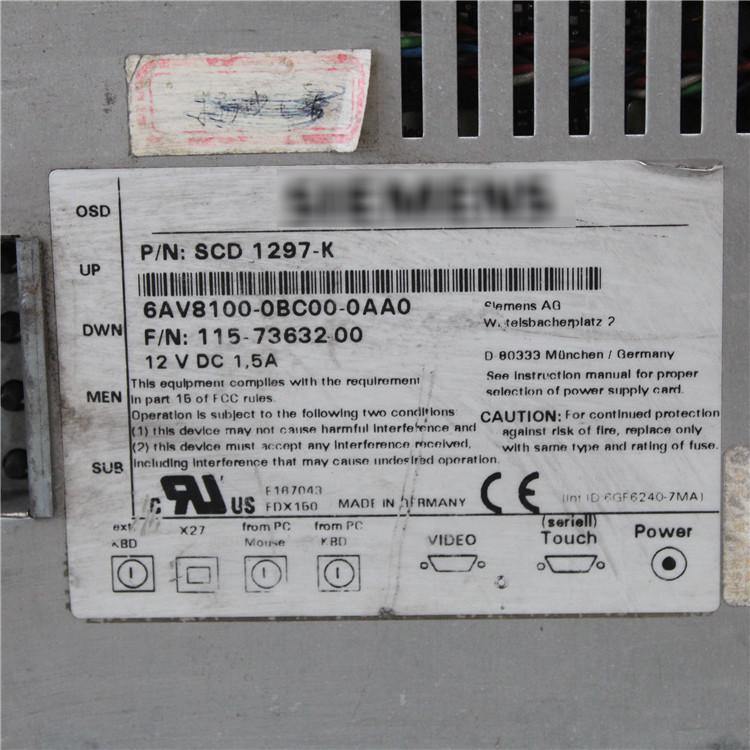 SIEMENS
OSD
UP
DWN
MEN
SUB
P/N: SCD 1297-K
6AV8100-0BC00-0AA0
F/N: 115-73632-00
12 V DC 1,5A
This equipment complies with the requirement
in part 15 of FCC rules.
Operation is subject to the following two conditions:
(1) this device may not cause harmful interference and
(2) this device must accept any interference received,
including interference that may cause undesired operation.
Siemens AG
Wittelsbacherplatz 2
D 80333 München / Germany
See instruction manual for proper
selection of power supply card.
CAUTION: For continued protection
against risk of fire, replace only
with same type and rating of fuse.
c RU US
E187043
FDX160
MADE IN GERMANY
CE
(Int ID:6GF6240-7MA)
ext. KBD
X27
from PC Mouse
from PC KBD
VIDEO
(seriell) Touch
Power